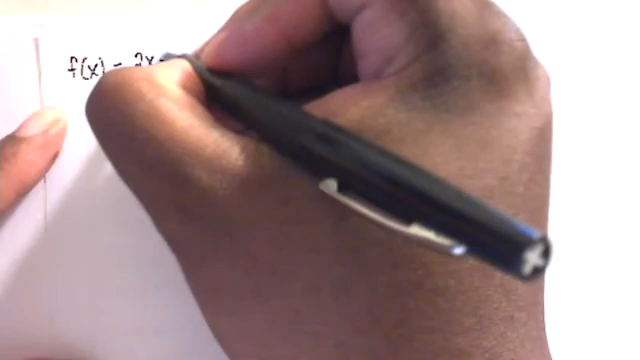 f(x) = 2x